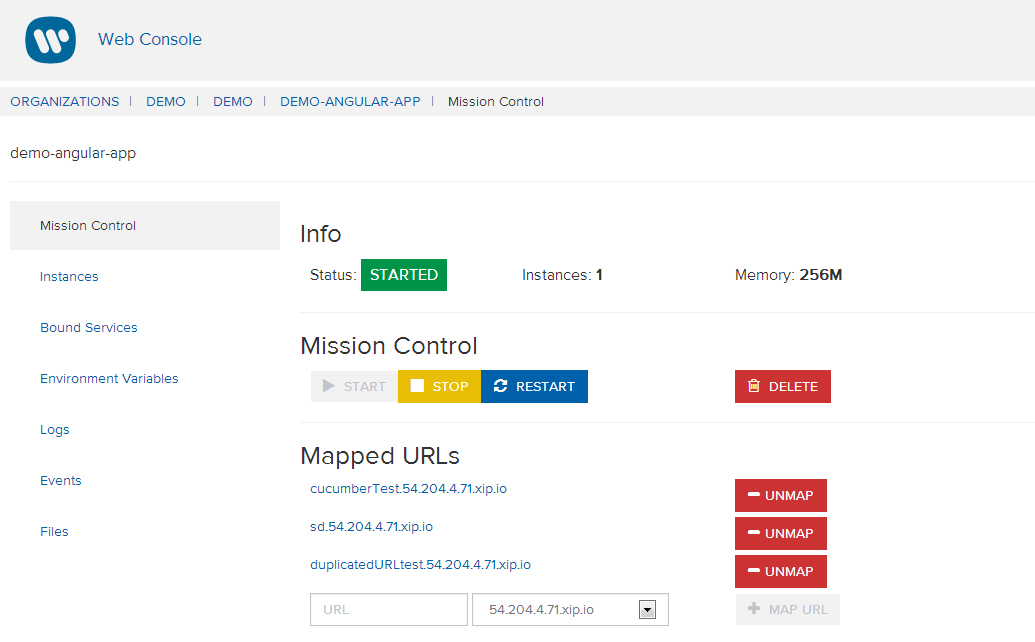 Web Console
ORGANIZATIONS | DEMO | DEMO | DEMO-ANGULAR-APP | Mission Control
demo-angular-app
Mission Control
Instances
Bound Services
Environment Variables
Logs
Events
Files
Info
Status: STARTED Instances: 1 Memory: 256M
Mission Control
START STOP RESTART DELETE
Mapped URLs
cucumberTest.54.204.4.71.xip.io UNMAP
sd.54.204.4.71.xip.io UNMAP
duplicatedURLtest.54.204.4.71.xip.io UNMAP
URL 54.204.4.71.xip.io MAP URL